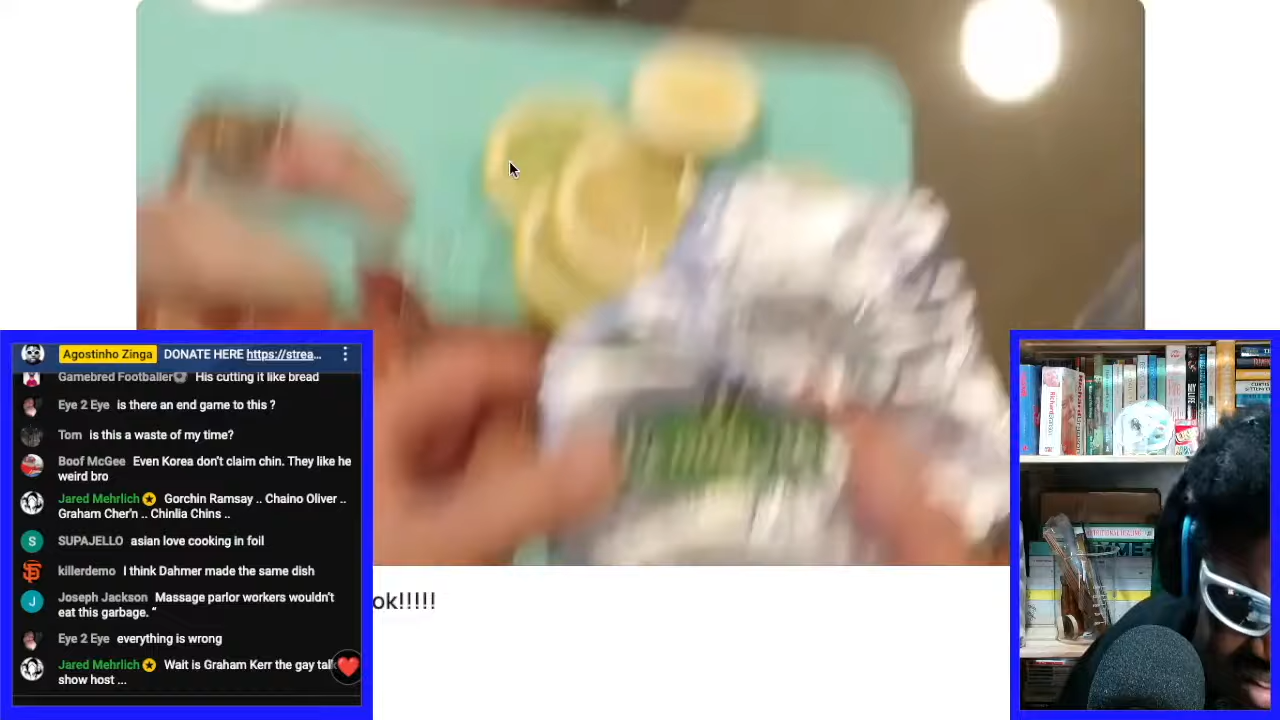 Agostinho Zinga DONATE HERE https://strea...
Gamebred Footballer⚽ His cutting it like bread
Eye 2 Eye is there an end game to this ?
Tom is this a waste of my time?
Boof McGee Even Korea don't claim chin. They like he
weird bro
Jared Mehrlich Gorchin Ramsay .. Chaino Oliver ..
Graham Cher'n .. Chinlia Chins ..
S SUPAJELLO asian love cooking in foil
killerdemo I think Dahmer made the same dish
J Joseph Jackson Massage parlor workers wouldn't
eat this garbage. “
Eye 2 Eye everything is wrong
Jared Mehrlich Wait is Graham Kerr the gay talk
show host ...
ok!!!!!